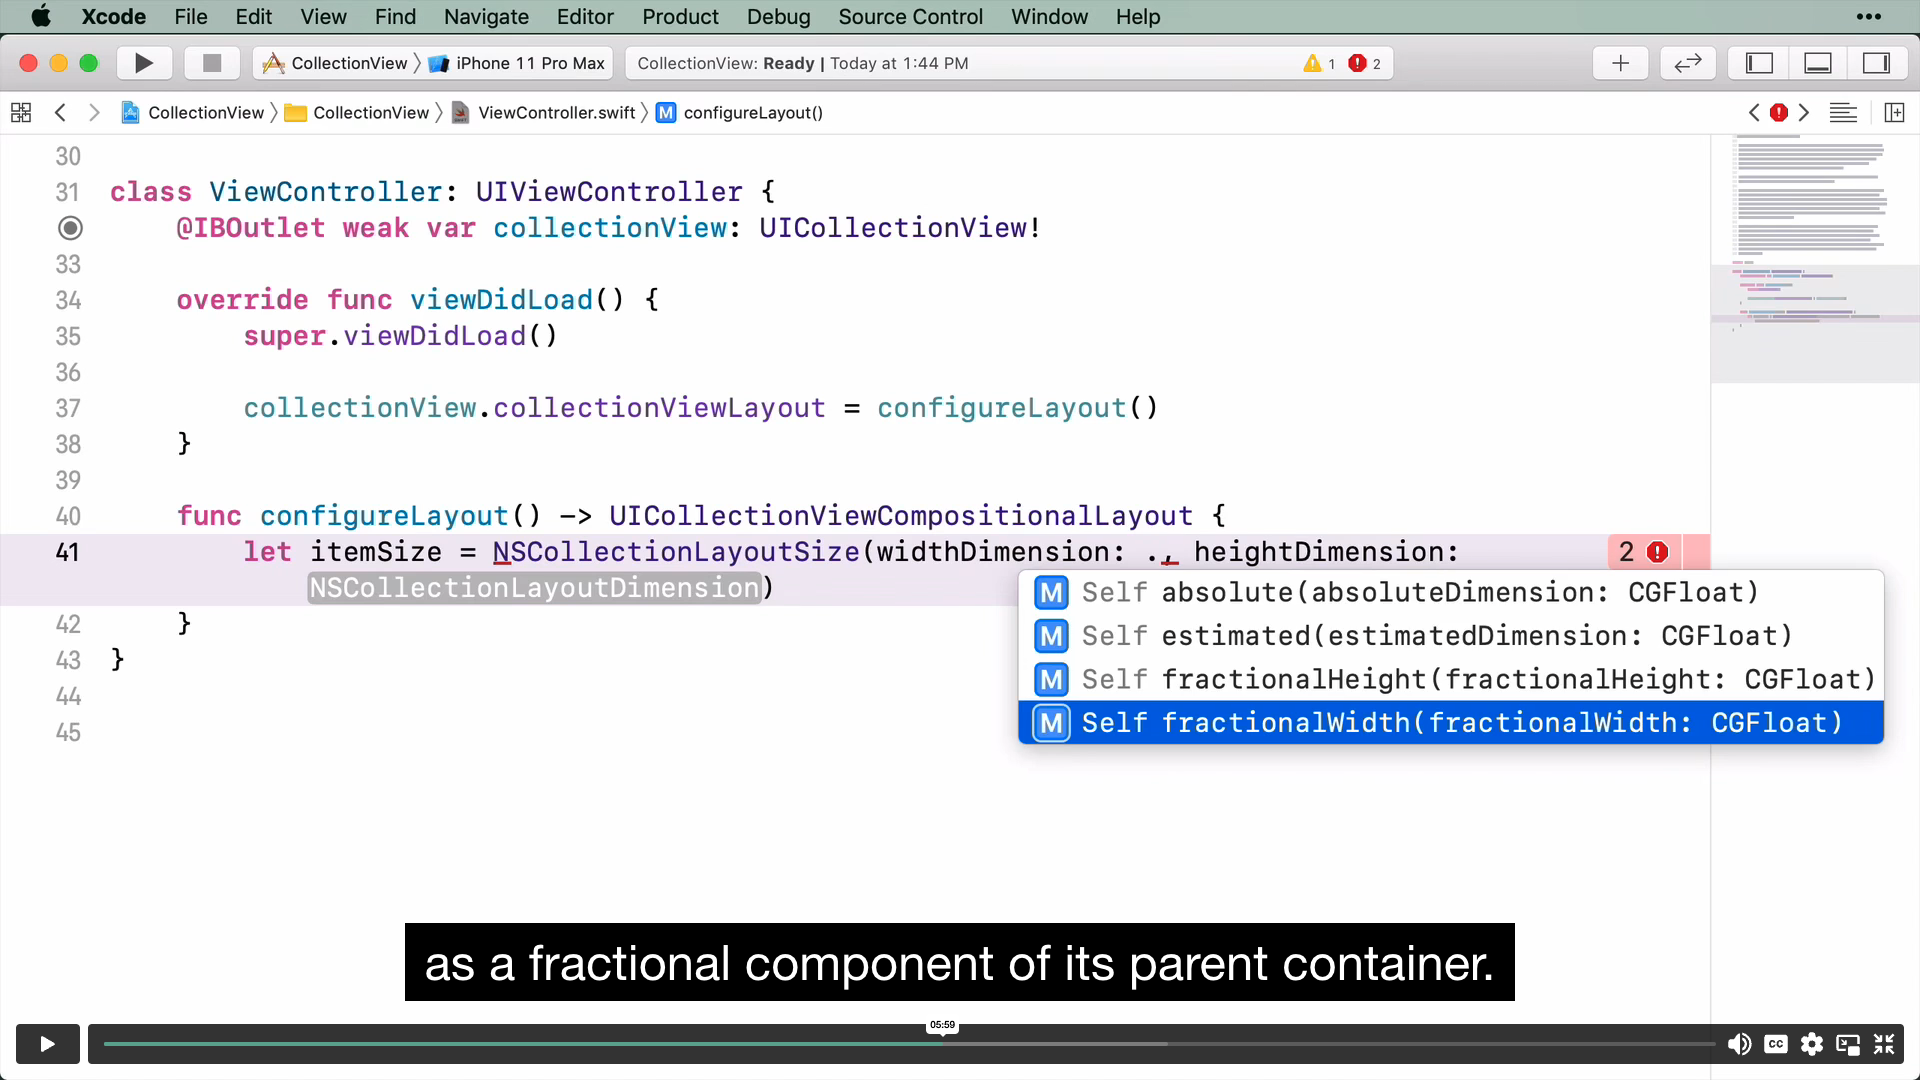 Xcode File Edit View Find Navigate Editor Product Debug Source Control Window Help
CollectionView iPhone 11 Pro Max CollectionView: Ready | Today at 1:44 PM 1 2
CollectionView CollectionView ViewController.swift M configureLayout()
30
31 class ViewController: UIViewController {
@IBOutlet weak var collectionView: UICollectionView!
33
34 override func viewDidLoad() {
35 super.viewDidLoad()
36
37 collectionView.collectionViewLayout = configureLayout()
38 }
39
40 func configureLayout() -> UICollectionViewCompositionalLayout {
41 let itemSize = NSCollectionLayoutSize(widthDimension: ., heightDimension: 2
NSCollectionLayoutDimension)
M Self absolute(absoluteDimension: CGFloat)
M Self estimated(estimatedDimension: CGFloat)
M Self fractionalHeight(fractionalHeight: CGFloat)
M Self fractionalWidth(fractionalWidth: CGFloat)
42 }
43 }
44
45
as a fractional component of its parent container.
05:59
CC